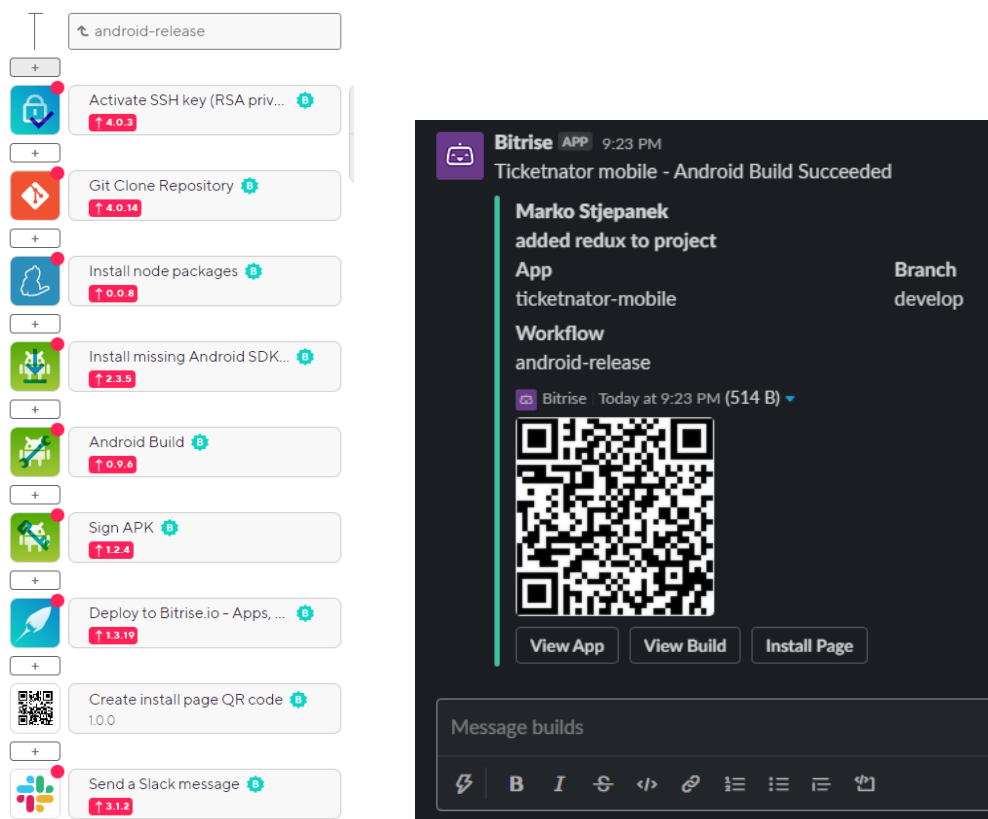 android-release
+
Activate SSH key (RSA priv...
↑ 4.0.3
+
Git Clone Repository
↑ 4.0.14
+
Install node packages
↑ 0.0.8
+
Install missing Android SDK...
↑ 2.3.5
+
Android Build
↑ 0.9.6
+
Sign APK
↑ 1.2.4
+
Deploy to Bitrise.io - Apps, ...
↑ 1.3.19
+
Create install page QR code
1.0.0
+
Send a Slack message
↑ 3.1.2
Bitrise APP 9:23 PM
Ticketnator mobile - Android Build Succeeded
Marko Stjepanek
added redux to project
App Branch
ticketnator-mobile develop
Workflow
android-release
Bitrise | Today at 9:23 PM (514 B)
View App View Build Install Page
Message builds
B I S </>